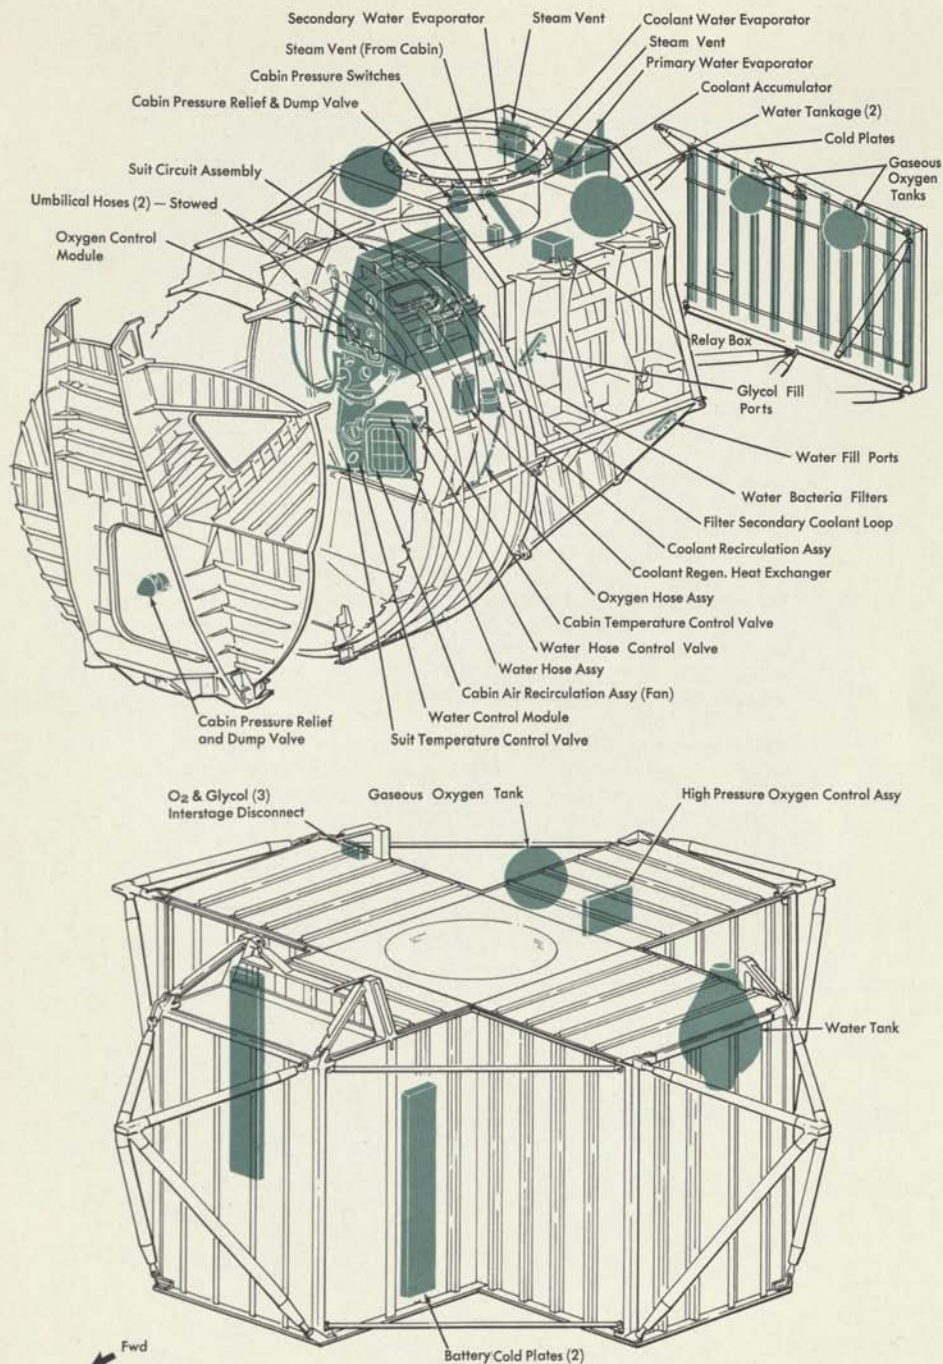 Secondary Water Evaporator
Steam Vent
Coolant Water Evaporator
Steam Vent (From Cabin)
Steam Vent
Cabin Pressure Switches
Primary Water Evaporator
Cabin Pressure Relief & Dump Valve
Coolant Accumulator
Water Tankage (2)
Cold Plates
Suit Circuit Assembly
Gaseous
Oxygen
Tanks
Umbilical Hoses (2) — Stowed
Oxygen Control
Module
Relay Box
Glycol Fill
Ports
Water Fill Ports
Water Bacteria Filters
Filter Secondary Coolant Loop
Coolant Recirculation Assy
Coolant Regen. Heat Exchanger
Oxygen Hose Assy
Cabin Temperature Control Valve
Water Hose Control Valve
Water Hose Assy
Cabin Air Recirculation Assy (Fan)
Water Control Module
Suit Temperature Control Valve
Cabin Pressure Relief
and Dump Valve
O2 & Glycol (3)
Interstage Disconnect
Gaseous Oxygen Tank
High Pressure Oxygen Control Assy
Water Tank
Fwd
Battery Cold Plates (2)